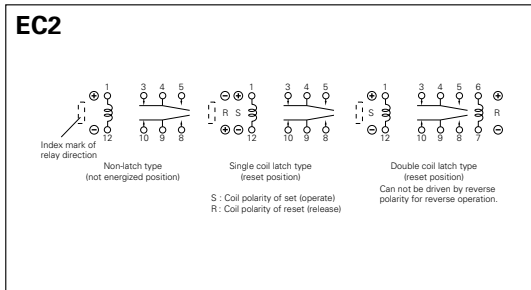 EC2
1 3 4 5
12 10 9 8
Index mark of
relay direction
Non-latch type
(not energized position)
R S
1 3 4 5
12 10 9 8
Single coil latch type
(reset position)
S : Coil polarity of set (operate)
R : Coil polarity of reset (release)
S R
1 3 4 5 6
12 10 9 8 7
Double coil latch type
(reset position)
Can not be driven by reverse
polarity for reverse operation.